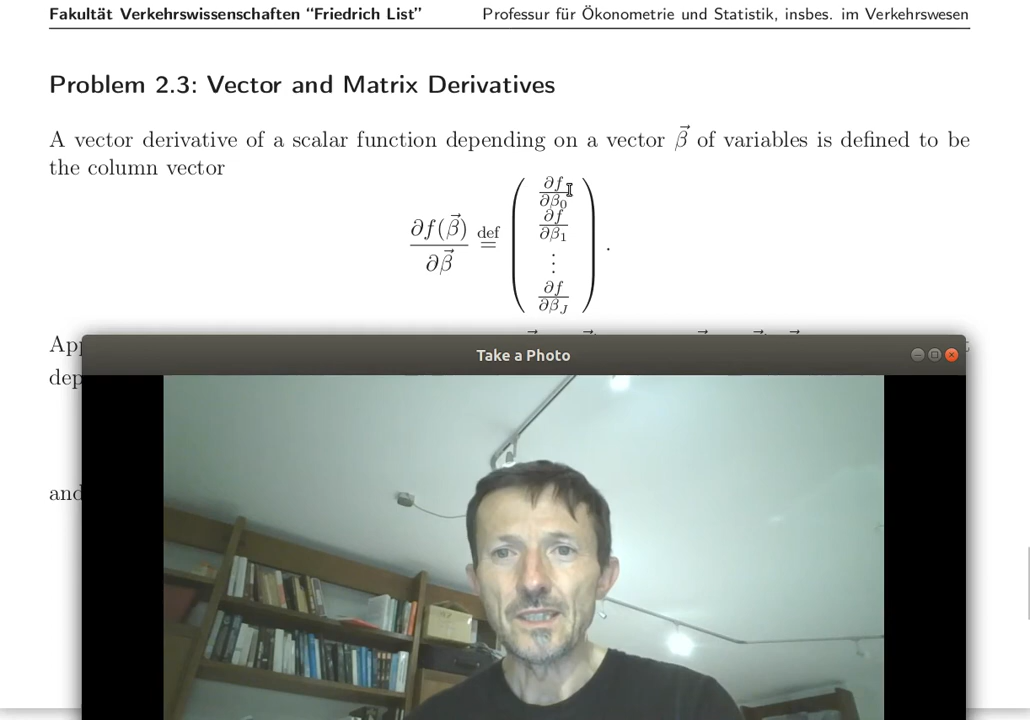 Fakultät Verkehrswissenschaften “Friedrich List” Professur für Ökonometrie und Statistik, insbes. im Verkehrswesen
Problem 2.3: Vector and Matrix Derivatives
A vector derivative of a scalar function depending on a vector β⃗ of variables is defined to be
the column vector
∂f(β⃗)/∂β⃗ def= ( ∂f/∂β₀ ∂f/∂β₁ ⋮ ∂f/∂β_J ) .
Take a Photo
and